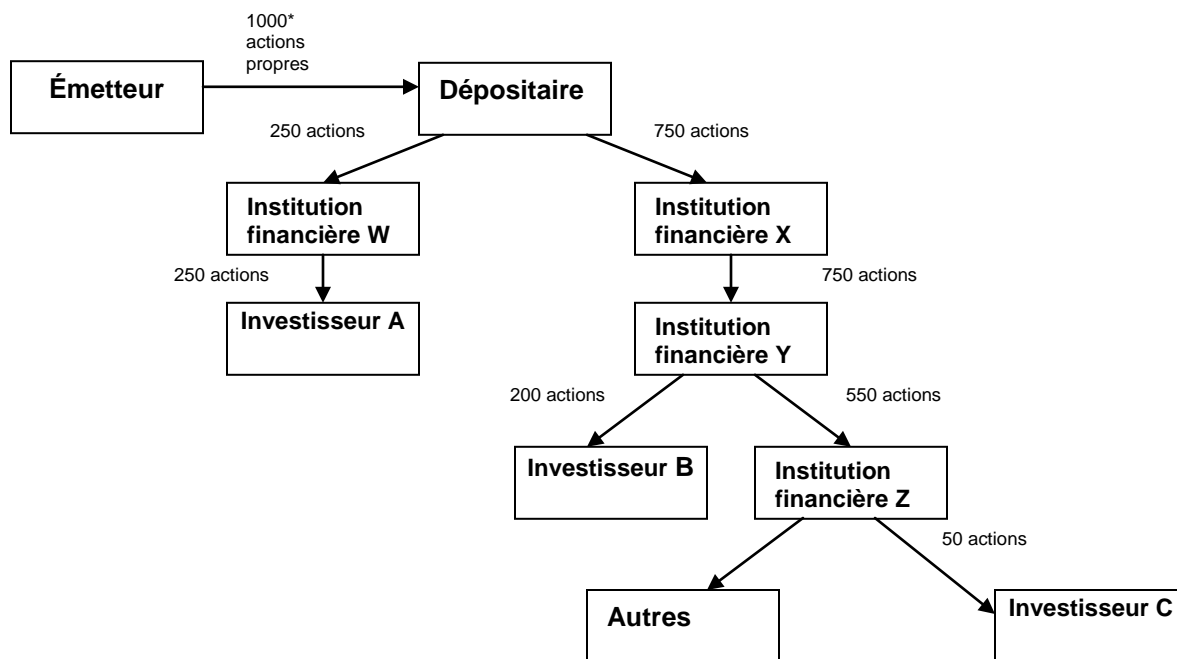 1000*
actions
propres
Émetteur
Dépositaire
250 actions
750 actions
Institution
financière W
Institution
financière X
250 actions
750 actions
Investisseur A
Institution
financière Y
200 actions
550 actions
Investisseur B
Institution
financière Z
50 actions
Autres
Investisseur C